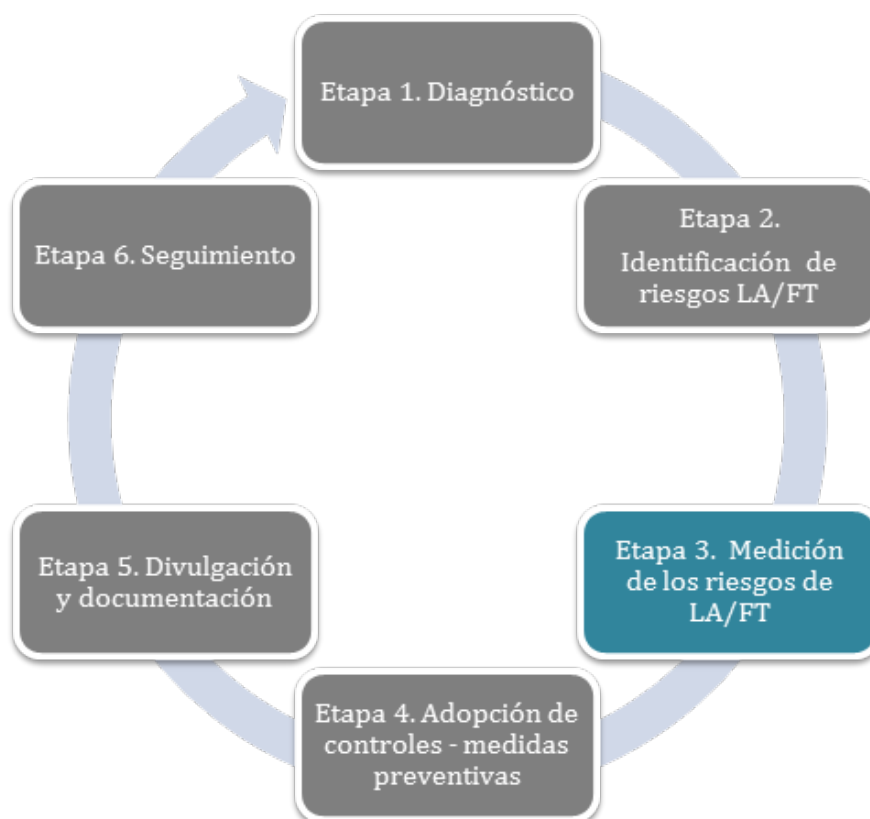 Etapa 1. Diagnóstico
Etapa 2.
Identificación de
riesgos LA/FT
Etapa 3. Medición
de los riesgos de
LA/FT
Etapa 4. Adopción de
controles - medidas
preventivas
Etapa 5. Divulgación
y documentación
Etapa 6. Seguimiento